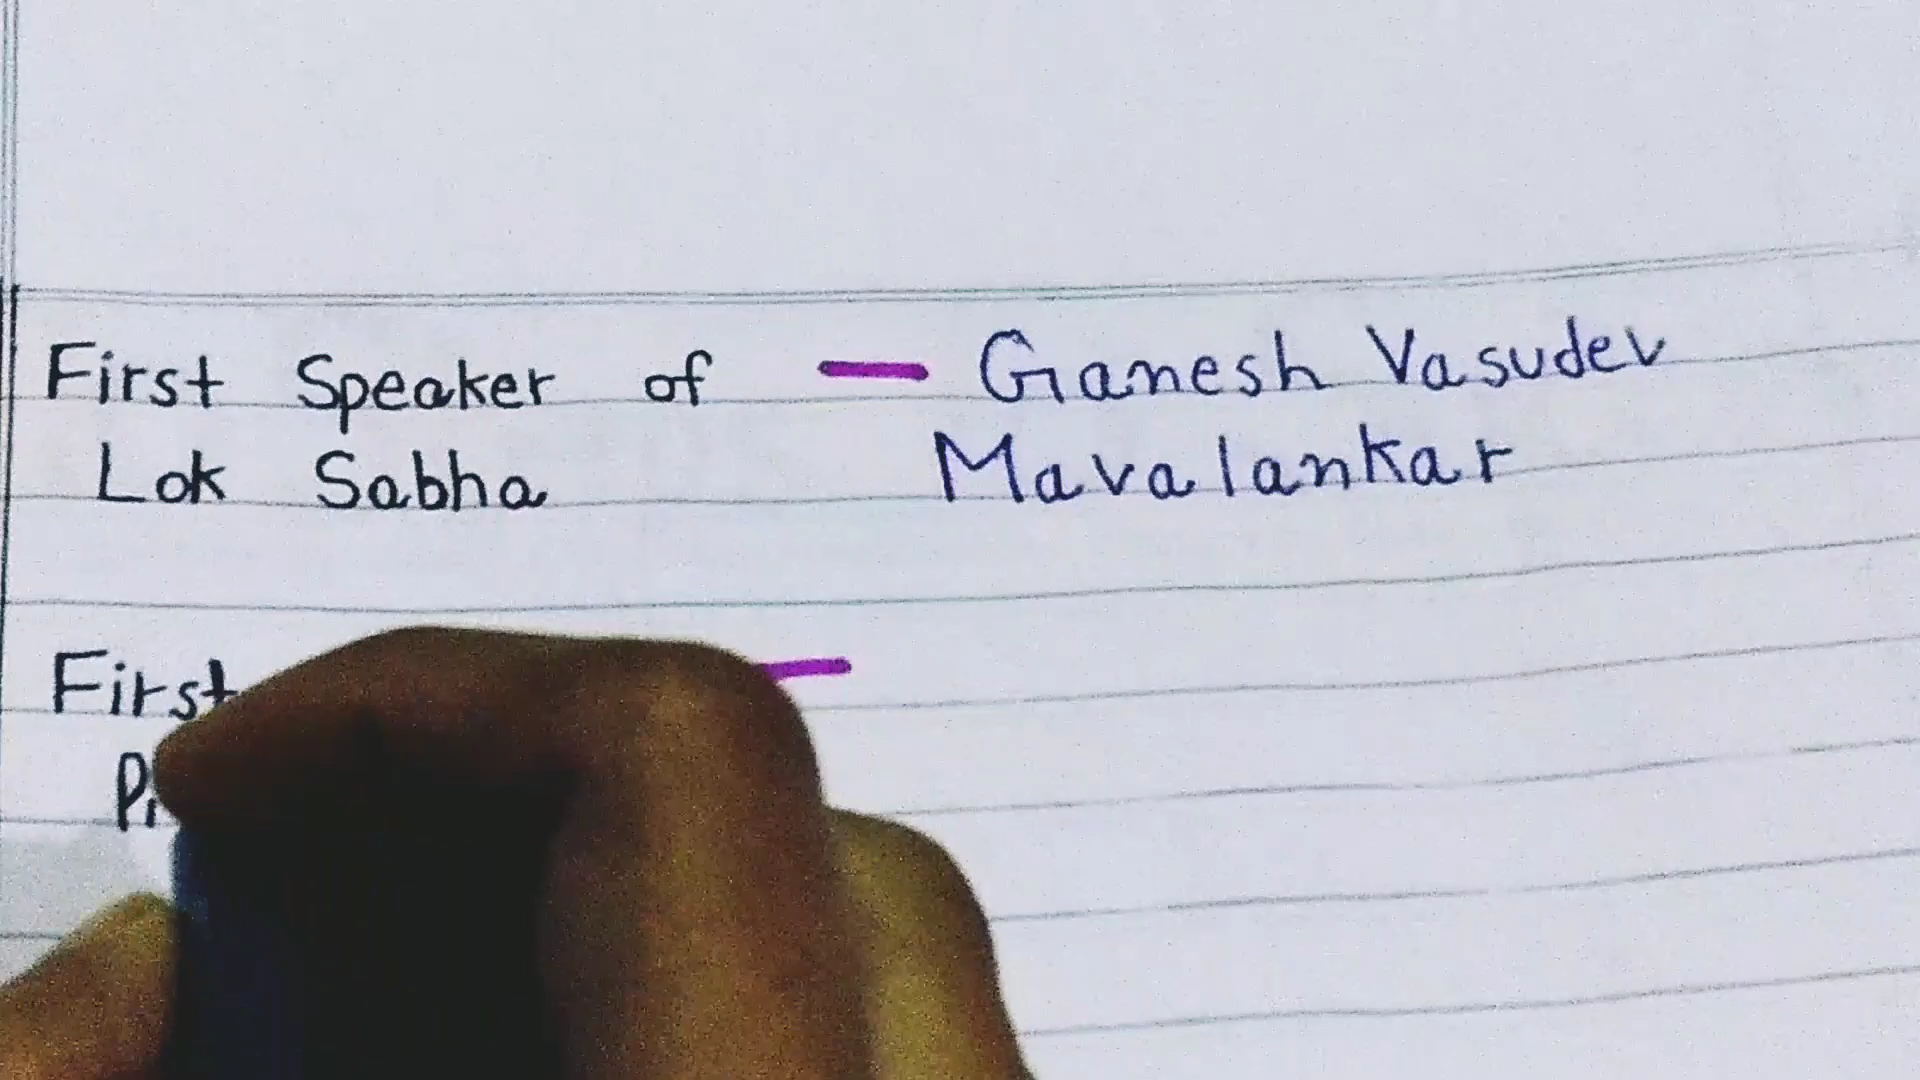 First Speaker of — Ganesh Vasudev
Lok Sabha Mavalankar
First —